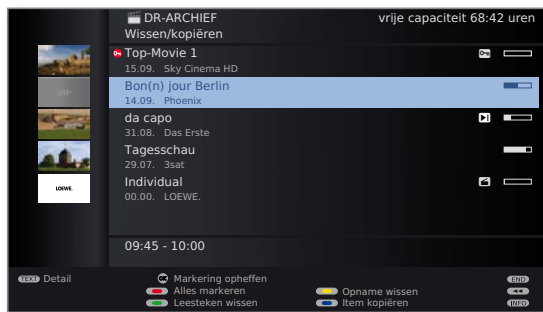 DR-ARCHIEF vrije capaciteit 68:42 uren
Wissen/kopiëren
Top-Movie 1
15.09. Sky Cinema HD
Bon(n) jour Berlin
14.09. Phoenix
da capo
31.08. Das Erste
Tagesschau
29.07. 3sat
Individual
00.00. LOEWE.
LOEWE.
09:45 - 10:00
TEXT Detail
OK Markering opheffen
END
Alles markeren
Opname wissen
Leesteken wissen
Item kopiëren
INFO